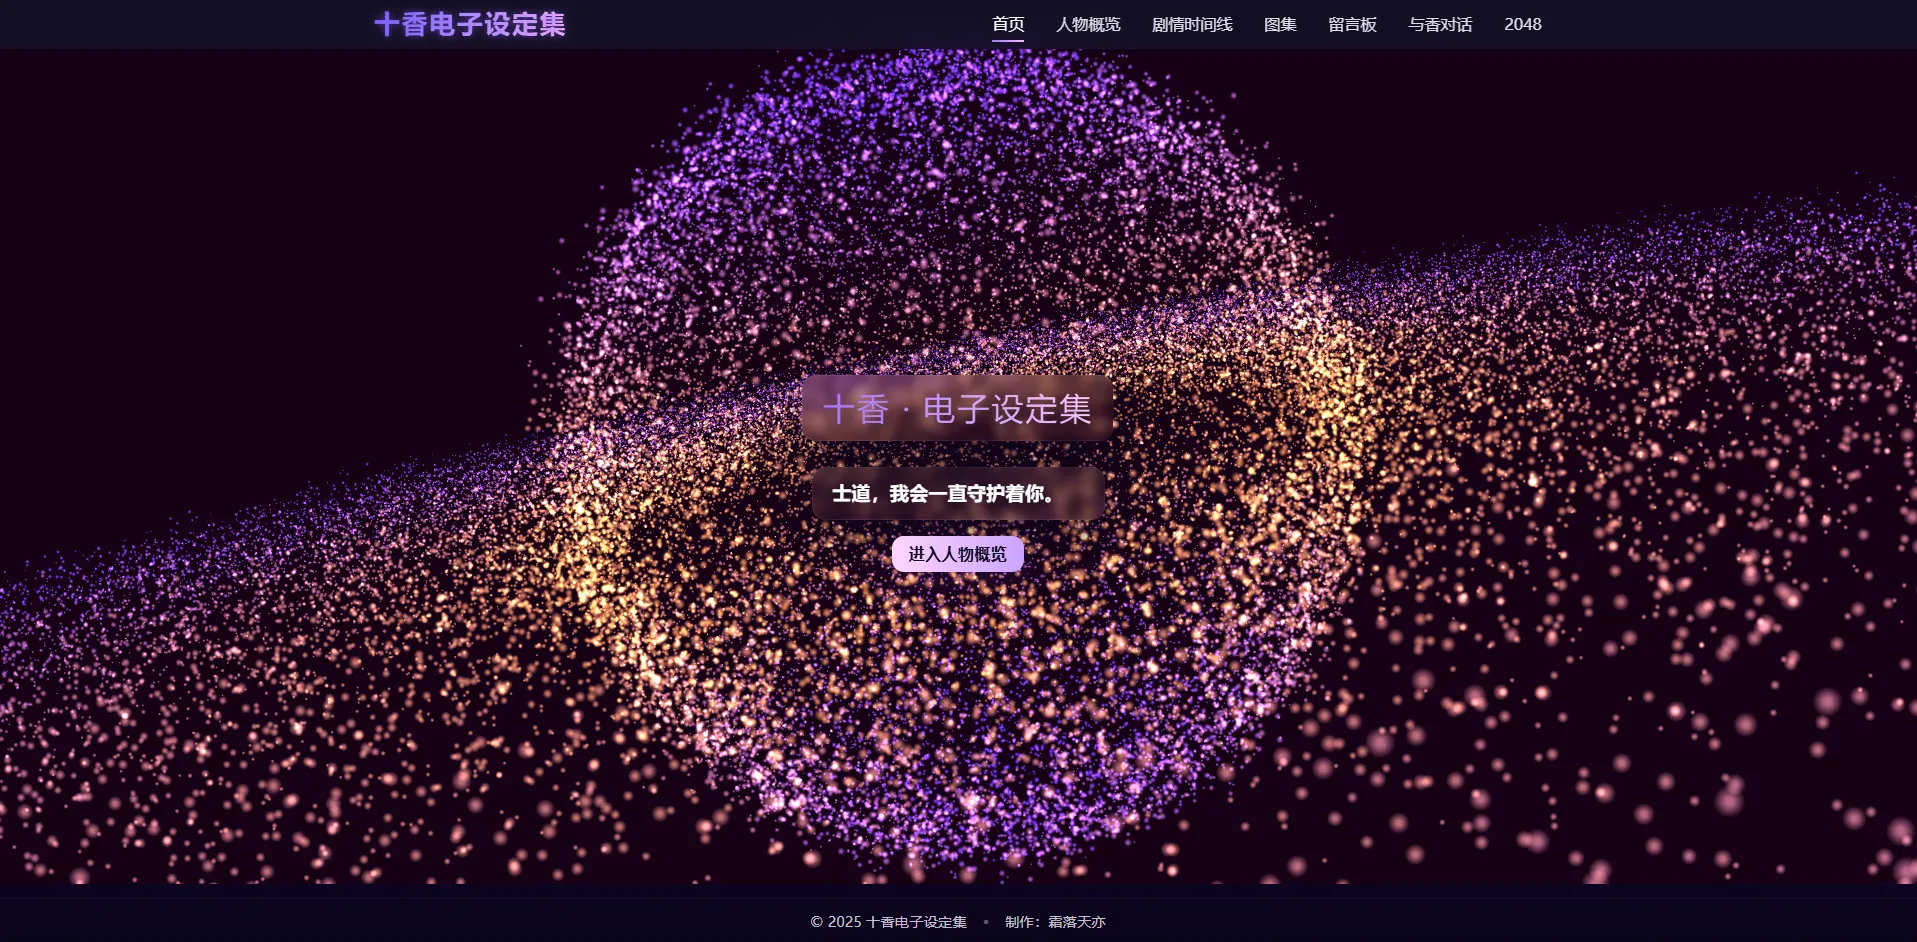 十香电子设定集
首页 人物概览 剧情时间线 图集 留言板 与香对话 2048
十香 · 电子设定集
士道，我会一直守护着你。
进入人物概览
© 2025 十香电子设定集 • 制作：霜落天亦